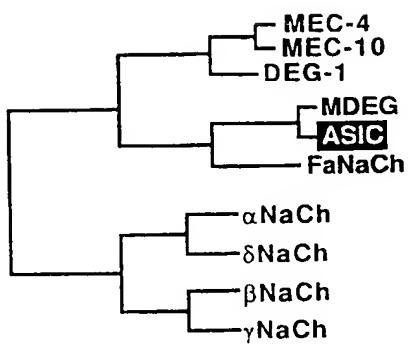 MEC-4
MEC-10
DEG-1
MDEG
ASIC
FaNaCh
αNaCh
δNaCh
βNaCh
γNaCh